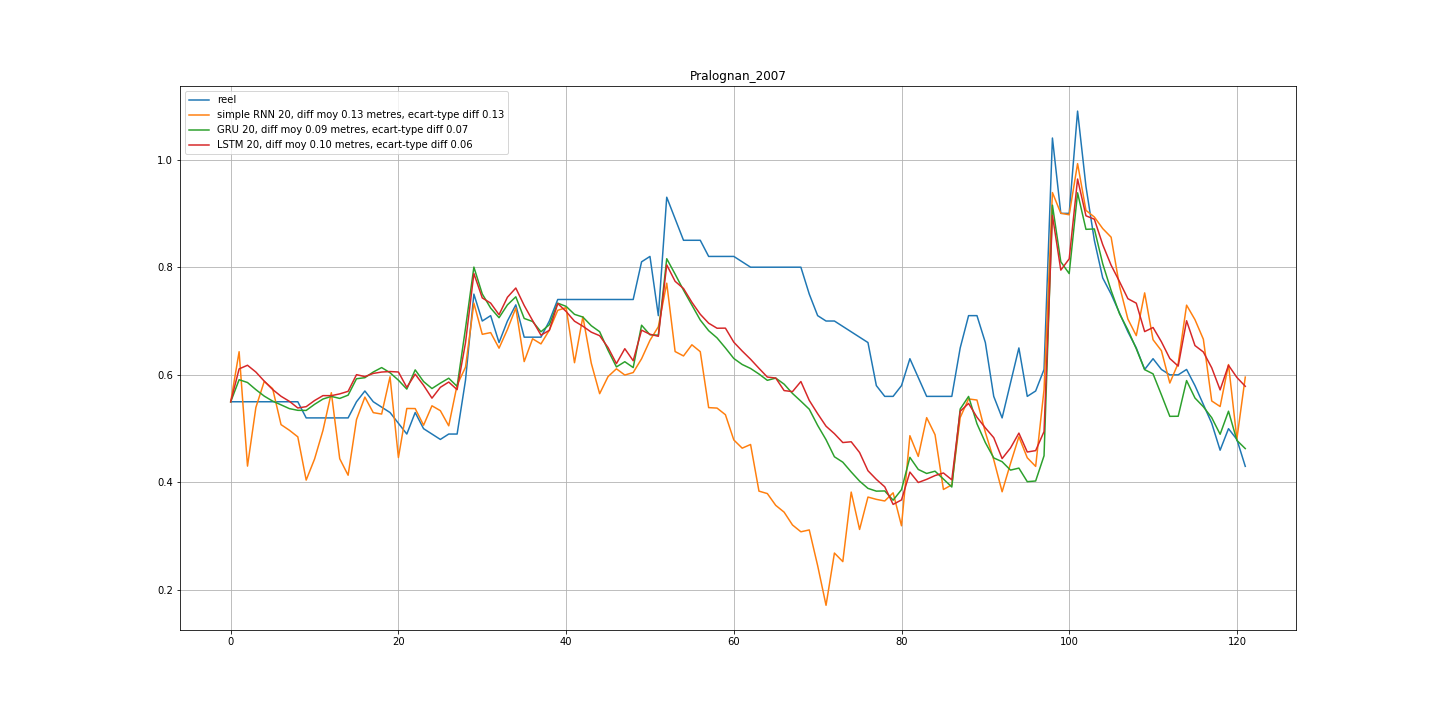 Pralognan_2007
reel
simple RNN 20, diff moy 0.13 metres, ecart-type diff 0.13
GRU 20, diff moy 0.09 metres, ecart-type diff 0.07
LSTM 20, diff moy 0.10 metres, ecart-type diff 0.06
1.0
0.8
0.6
0.4
0.2
0 20 40 60 80 100 120